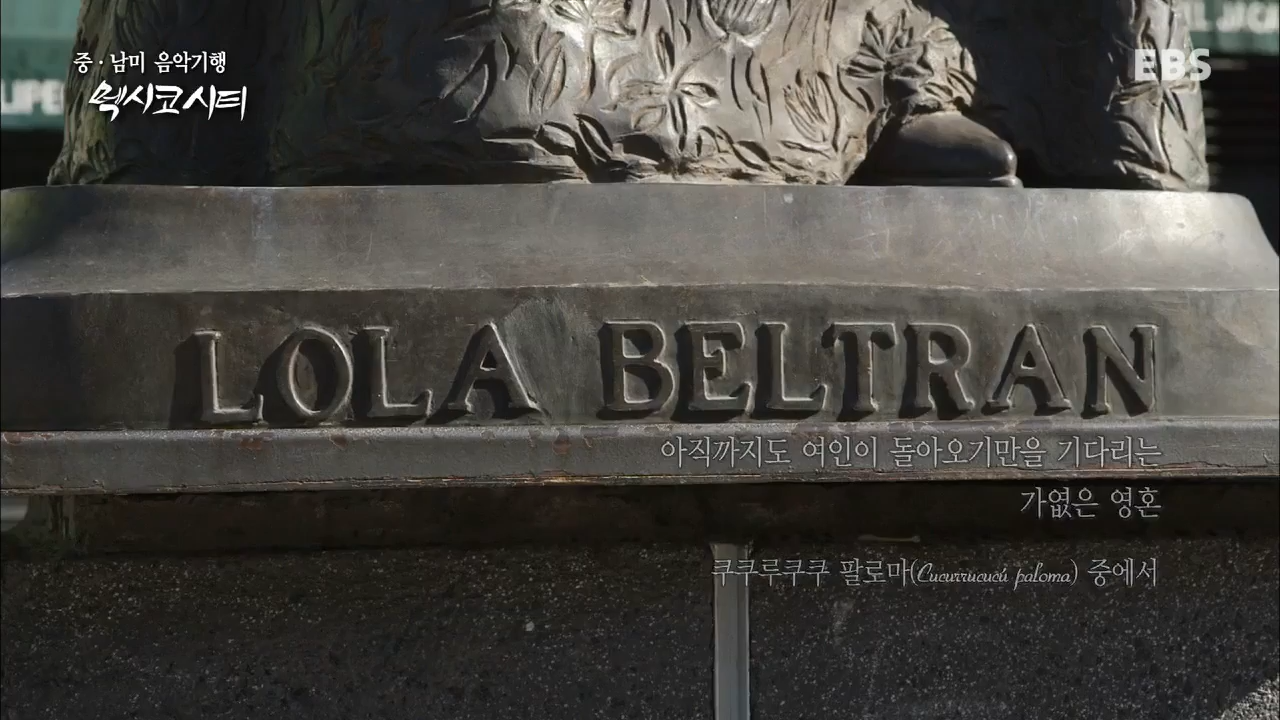 중·남미 음악기행
멕시코시티
EBS
LOLA BELTRAN
아직까지도 여인이 돌아오기만을 기다리는
가엾은 영혼
쿠쿠루쿠쿠 팔로마(Cucurrucucú paloma) 중에서